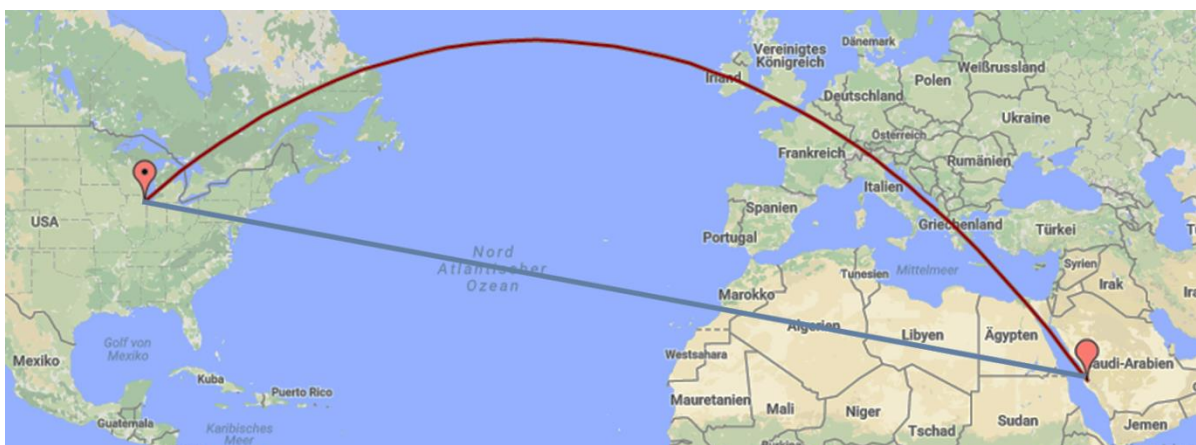 Vereinigtes
Königreich
Dänemark
Weißrussland
Irland
Polen
Deutschland
Ukraine
Österreich
Frankreich
Rumänien
Italien
USA
Spanien
Griechenland
Türkei
Portugal
Nord
Atlantischer
Ozean
Syrien
Tunesien
Mittelmeer
Irak
Marokko
Golf von
Mexiko
Algerien
Libyen
Ägypten
Westsahara
Mexiko
audi-Arabien
Kuba
Puerto Rico
Mauretanien
Mali
Niger
Sudan
Guatemala
Karibisches
Meer
Tschad
Jemen